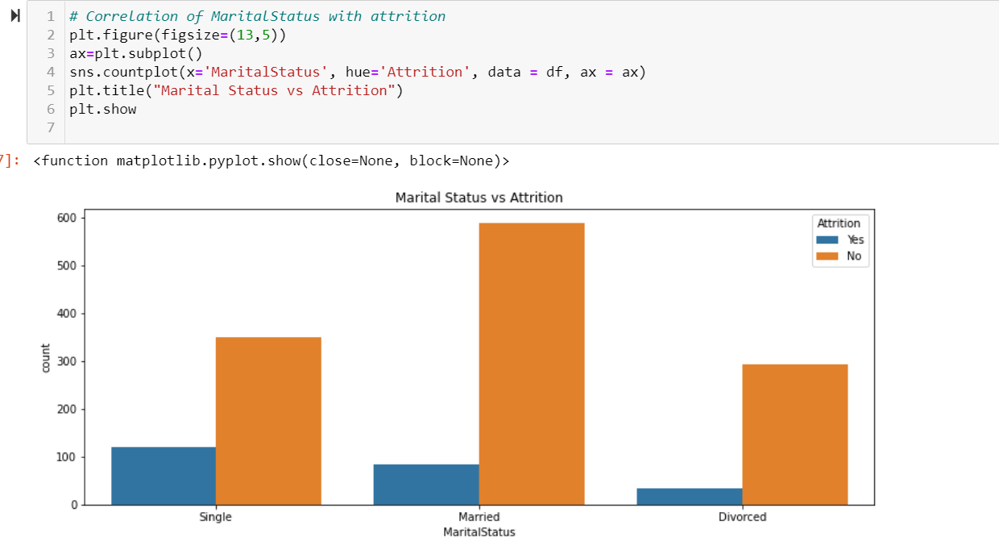 1 # Correlation of MaritalStatus with attrition
2 plt.figure(figsize=(13,5))
3 ax=plt.subplot()
4 sns.countplot(x='MaritalStatus', hue='Attrition', data = df, ax = ax)
5 plt.title("Marital Status vs Attrition")
6 plt.show
7
7]: <function matplotlib.pyplot.show(close=None, block=None)>
Marital Status vs Attrition
Attrition
Yes
No
600
500
400
300
200
100
0
count
Single Married Divorced
MaritalStatus